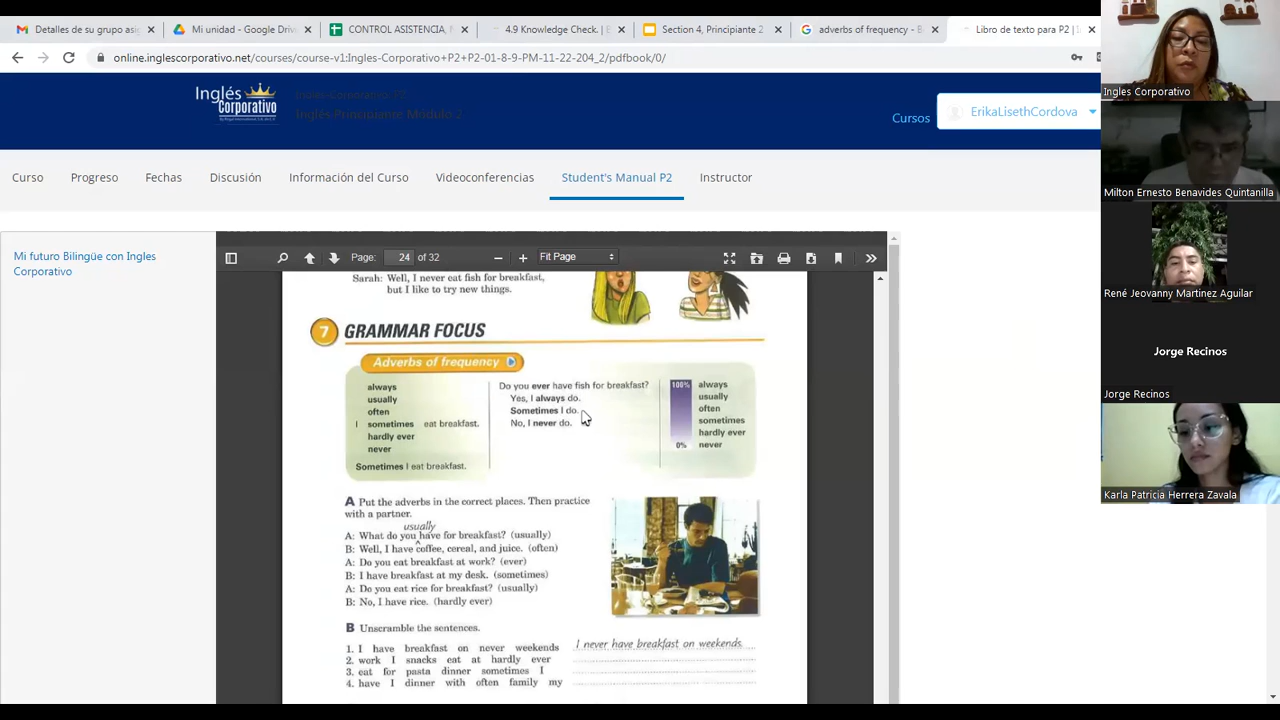 Detalles de su grupo asi
Mi unidad - Google Driv
CONTROL ASISTENCIA,
4.9 Knowledge Check. | E
Section 4, Principiante 2
adverbs of frequency - B
Libro de texto para P2 | I
online.inglescorporativo.net/courses/course-v1:Ingles-Corporativo+P2+P2-01-8-9-PM-11-22-204_2/pdfbook/0/
Inglés
Corporativo
Inglés Principiante Módulo 2
Cursos
ErikaLisethCordova
Curso
Progreso
Fechas
Discusión
Información del Curso
Videoconferencias
Student's Manual P2
Instructor
Mi futuro Bilingüe con Ingles
Corporativo
Page: 24 of 32
Fit Page
Sarah: Well, I never eat fish for breakfast,
but I like to try new things.
7 GRAMMAR FOCUS
Adverbs of frequency
always
usually
often
I sometimes eat breakfast.
hardly ever
never
Sometimes I eat breakfast.
Do you ever have fish for breakfast?
Yes, I always do.
Sometimes I do.
No, I never do.
100% always
usually
often
sometimes
hardly ever
0% never
A Put the adverbs in the correct places. Then practice
with a partner.
usually
A: What do you have for breakfast? (usually)
B: Well, I have coffee, cereal, and juice. (often)
A: Do you eat breakfast at work? (ever)
B: I have breakfast at my desk. (sometimes)
A: Do you eat rice for breakfast? (usually)
B: No, I have rice. (hardly ever)
B Unscramble the sentences.
1. I have breakfast on never weekends I never have breakfast on weekends.
2. work I snacks eat at hardly ever
3. eat for pasta dinner sometimes I
4. have I dinner with often family my
Ingles Corporativo
Milton Ernesto Benavides Quintanilla
René Jeovanny Martinez Aguilar
Jorge Recinos
Jorge Recinos
Karla Patricia Herrera Zavala